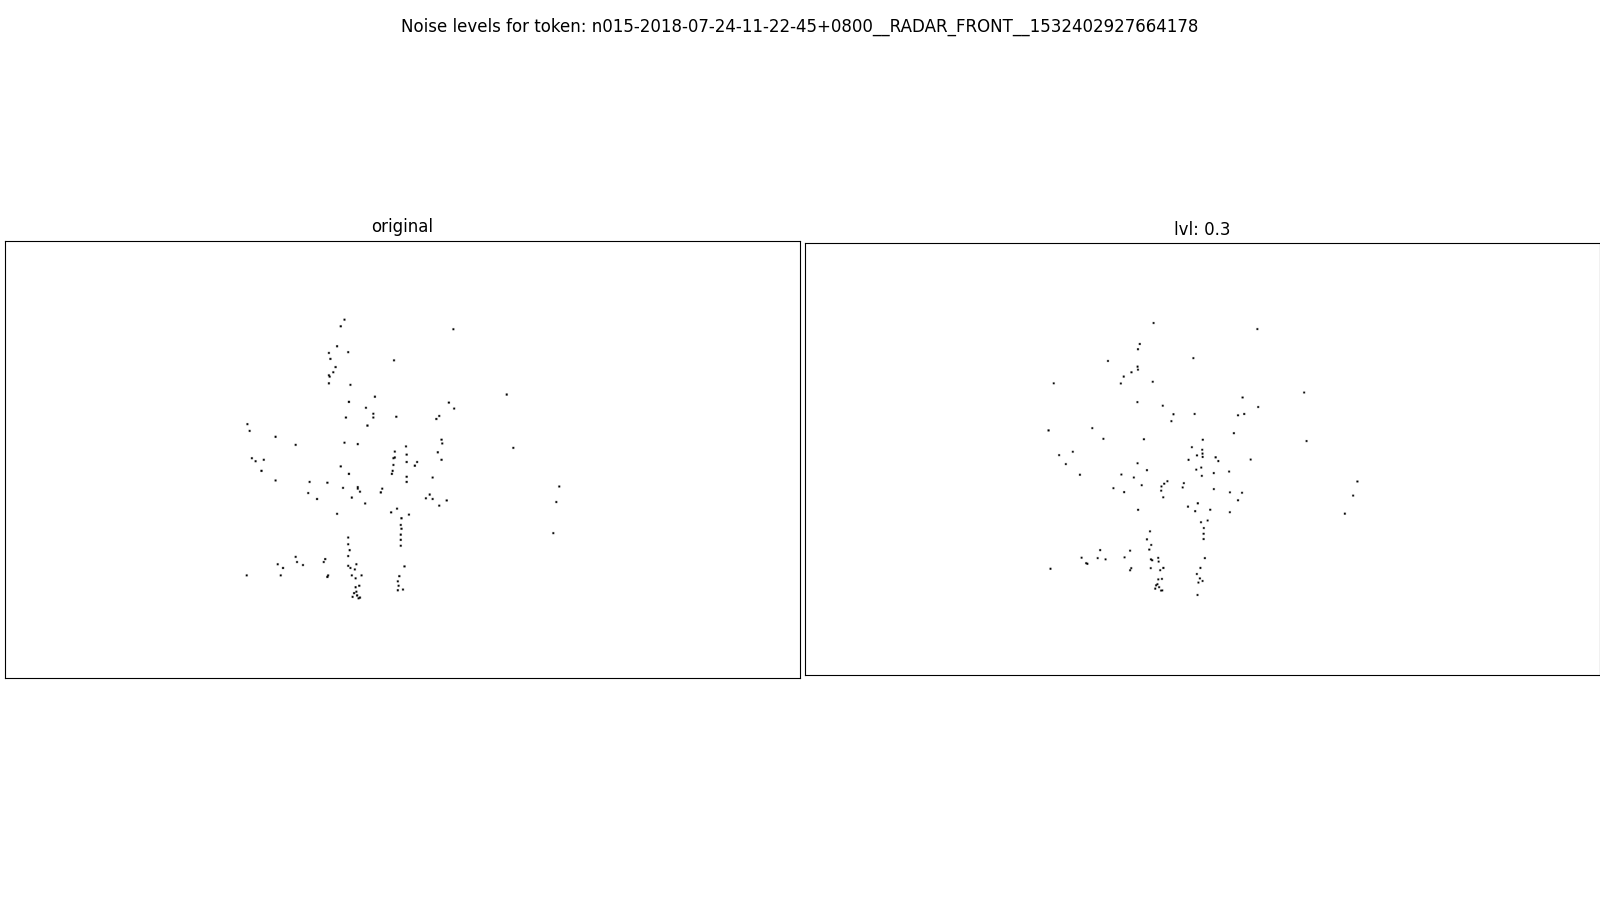 Noise levels for token: n015-2018-07-24-11-22-45+0800__RADAR_FRONT__1532402927664178
original
lvl: 0.3